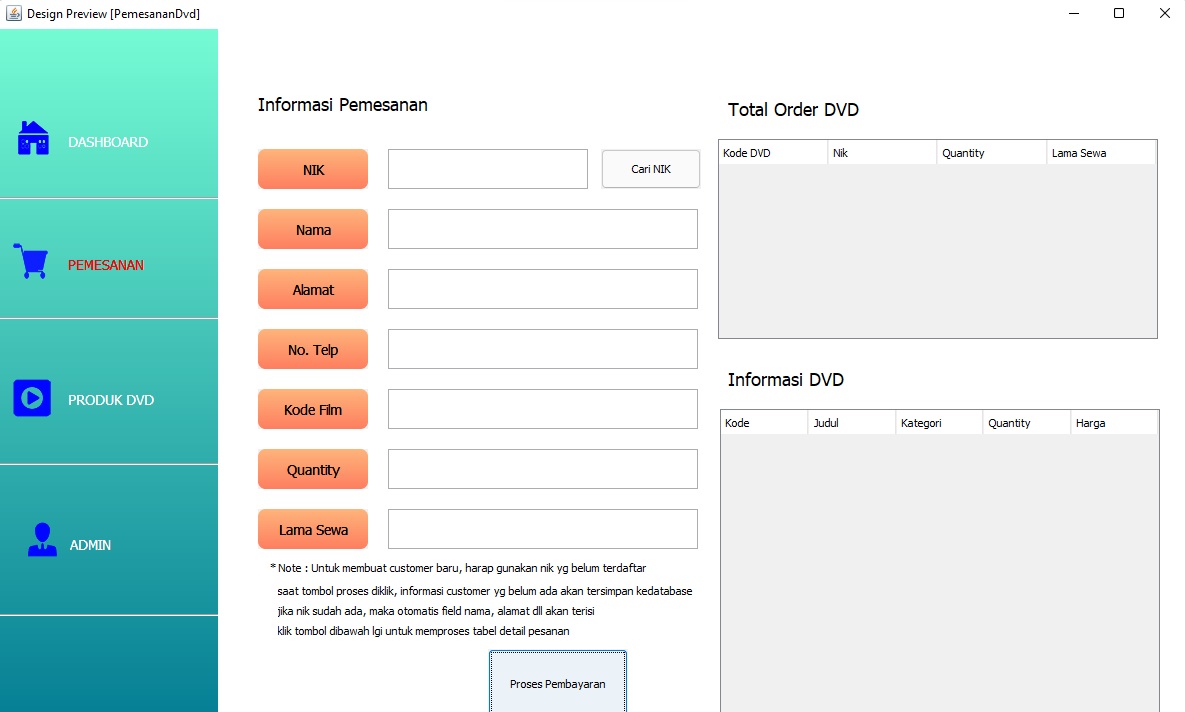 Design Preview [PemesananDvd]
DASHBOARD
PEMESANAN
PRODUK DVD
ADMIN
Informasi Pemesanan
NIK
Cari NIK
Nama
Alamat
No. Telp
Kode Film
Quantity
Lama Sewa
* Note : Untuk membuat customer baru, harap gunakan nik yg belum terdaftar
saat tombol proses diklik, informasi customer yg belum ada akan tersimpan kedatabase
jika nik sudah ada, maka otomatis field nama, alamat dll akan terisi
klik tombol dibawah lgi untuk memproses tabel detail pesanan
Proses Pembayaran
Total Order DVD
Kode DVD Nik Quantity Lama Sewa
Informasi DVD
Kode Judul Kategori Quantity Harga